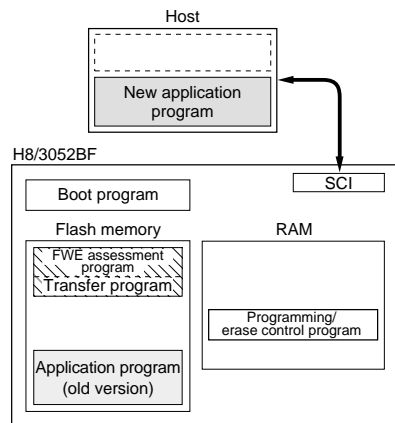 Host
New application
program
H8/3052BF
SCI
Boot program
Flash memory
RAM
FWE assessment
program
Transfer program
Programming/
erase control program
Application program
(old version)